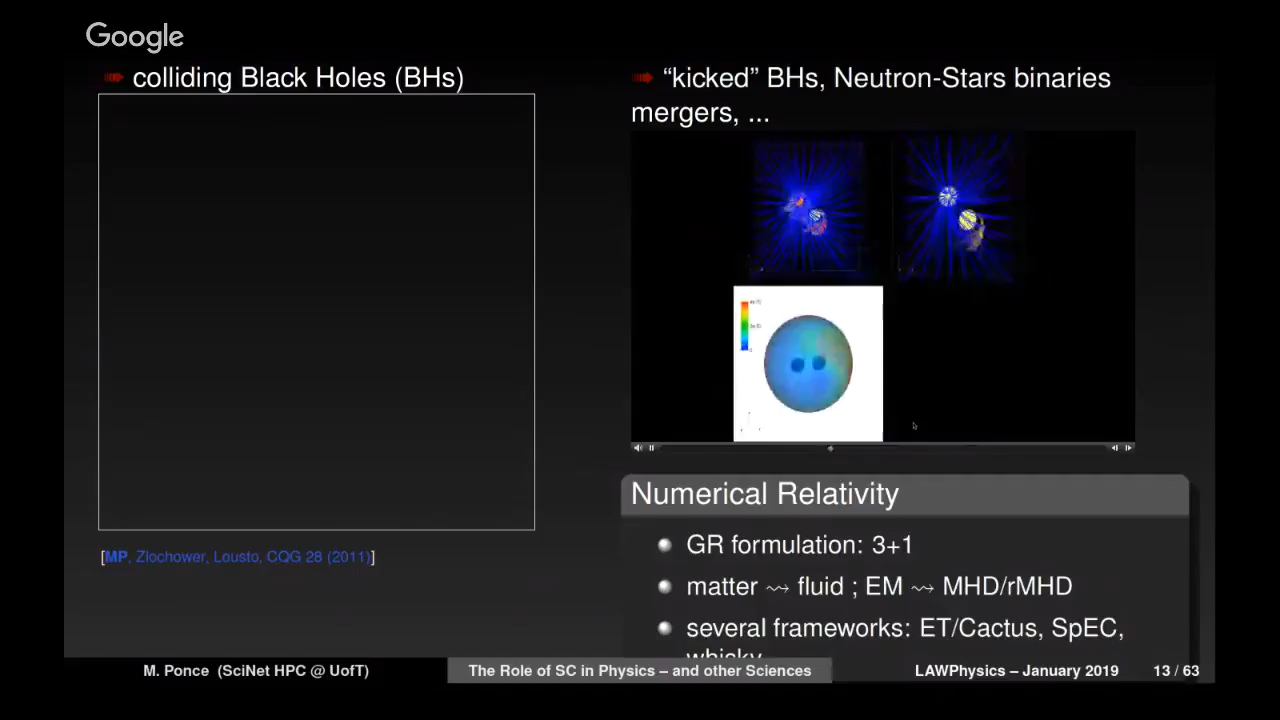 Google
colliding Black Holes (BHs)
[MP, Zlochower, Lousto, CQG 28 (2011)]
“kicked” BHs, Neutron-Stars binaries
mergers, ...
Numerical Relativity
GR formulation: 3+1
matter ⇝ fluid ; EM ⇝ MHD/rMHD
several frameworks: ET/Cactus, SpEC,
whisky
M. Ponce (SciNet HPC @ UofT)
The Role of SC in Physics – and other Sciences
LAWPhysics – January 2019
13 / 63